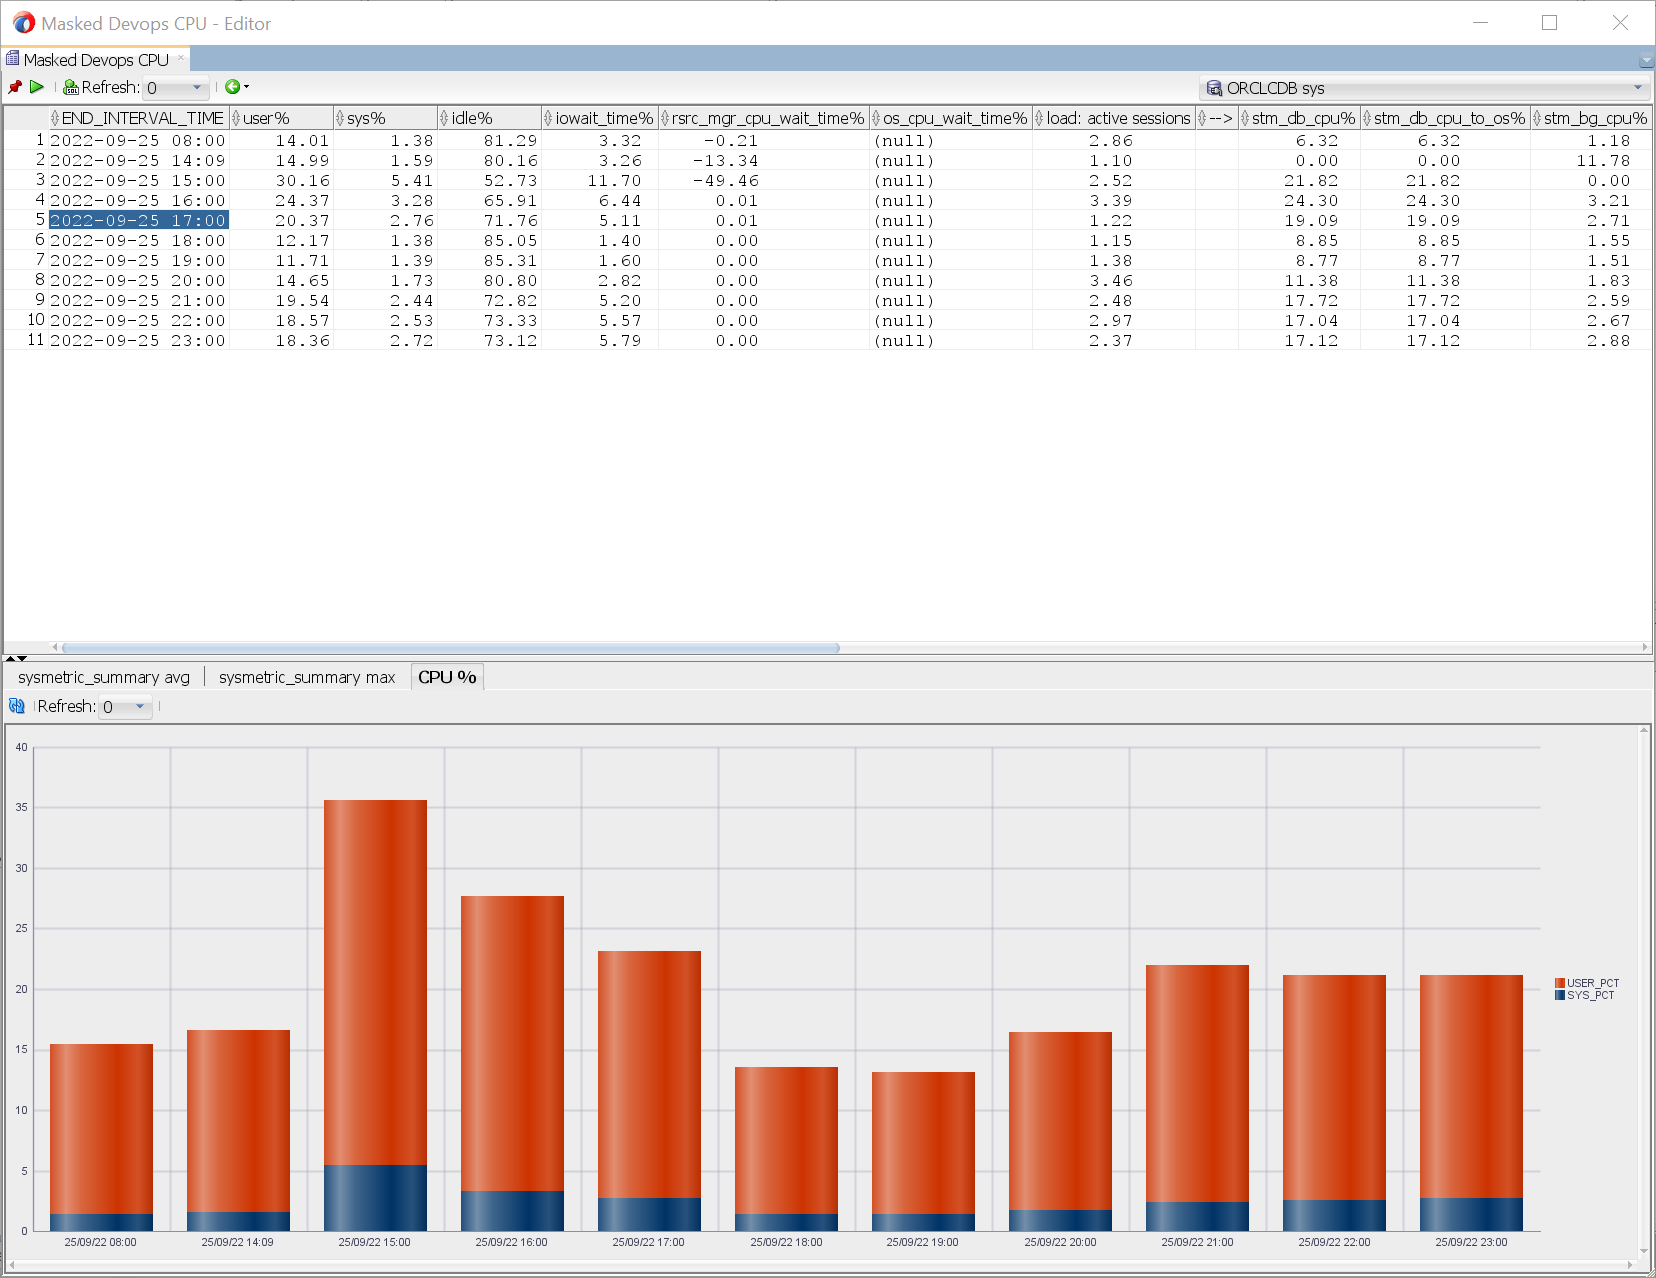 Masked Devops CPU - Editor
Masked Devops CPU
Refresh: 0 ORCLCDB sys
END_INTERVAL_TIME user% sys% idle% iowait_time% rsrc_mgr_cpu_wait_time% os_cpu_wait_time% load: active sessions --> stm_db_cpu% stm_db_cpu_to_os% stm_bg_cpu%
1 2022-09-25 08:00 14.01 1.38 81.29 3.32 -0.21 (null) 2.86 6.32 6.32 1.18
2 2022-09-25 14:09 14.99 1.59 80.16 3.26 -13.34 (null) 1.10 0.00 0.00 11.78
3 2022-09-25 15:00 30.16 5.41 52.73 11.70 -49.46 (null) 2.52 21.82 21.82 0.00
4 2022-09-25 16:00 24.37 3.28 65.91 6.44 0.01 (null) 3.39 24.30 24.30 3.21
5 2022-09-25 17:00 20.37 2.76 71.76 5.11 0.01 (null) 1.22 19.09 19.09 2.71
6 2022-09-25 18:00 12.17 1.38 85.05 1.40 0.00 (null) 1.15 8.85 8.85 1.55
7 2022-09-25 19:00 11.71 1.39 85.31 1.60 0.00 (null) 1.38 8.77 8.77 1.51
8 2022-09-25 20:00 14.65 1.73 80.80 2.82 0.00 (null) 3.46 11.38 11.38 1.83
9 2022-09-25 21:00 19.54 2.44 72.82 5.20 0.00 (null) 2.48 17.72 17.72 2.59
10 2022-09-25 22:00 18.57 2.53 73.33 5.57 0.00 (null) 2.97 17.04 17.04 2.67
11 2022-09-25 23:00 18.36 2.72 73.12 5.79 0.00 (null) 2.37 17.12 17.12 2.88
sysmetric_summary avg sysmetric_summary max CPU %
Refresh: 0
40
35
30
25
20
15
10
5
0
USER_PCT
SYS_PCT
25/09/22 08:00 25/09/22 14:09 25/09/22 15:00 25/09/22 16:00 25/09/22 17:00 25/09/22 18:00 25/09/22 19:00 25/09/22 20:00 25/09/22 21:00 25/09/22 22:00 25/09/22 23:00